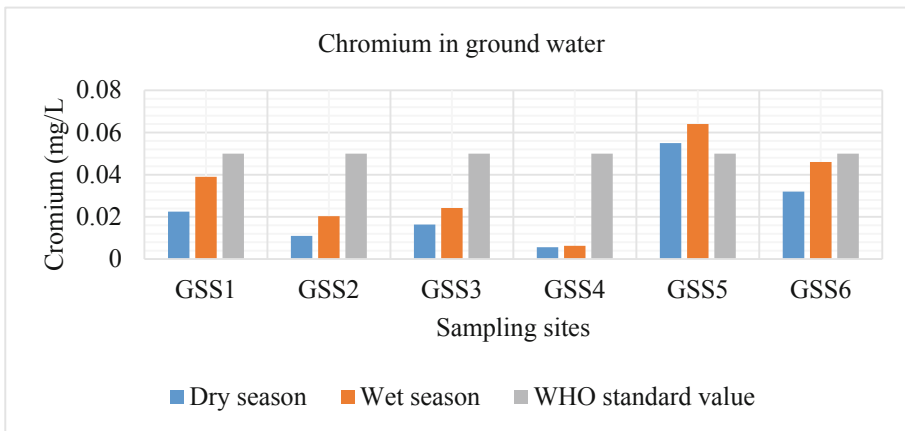 Chromium in ground water
Cromium (mg/L
0.08
0.06
0.04
0.02
0
GSS1 GSS2 GSS3 GSS4 GSS5 GSS6
Sampling sites
Dry season Wet season WHO standard value